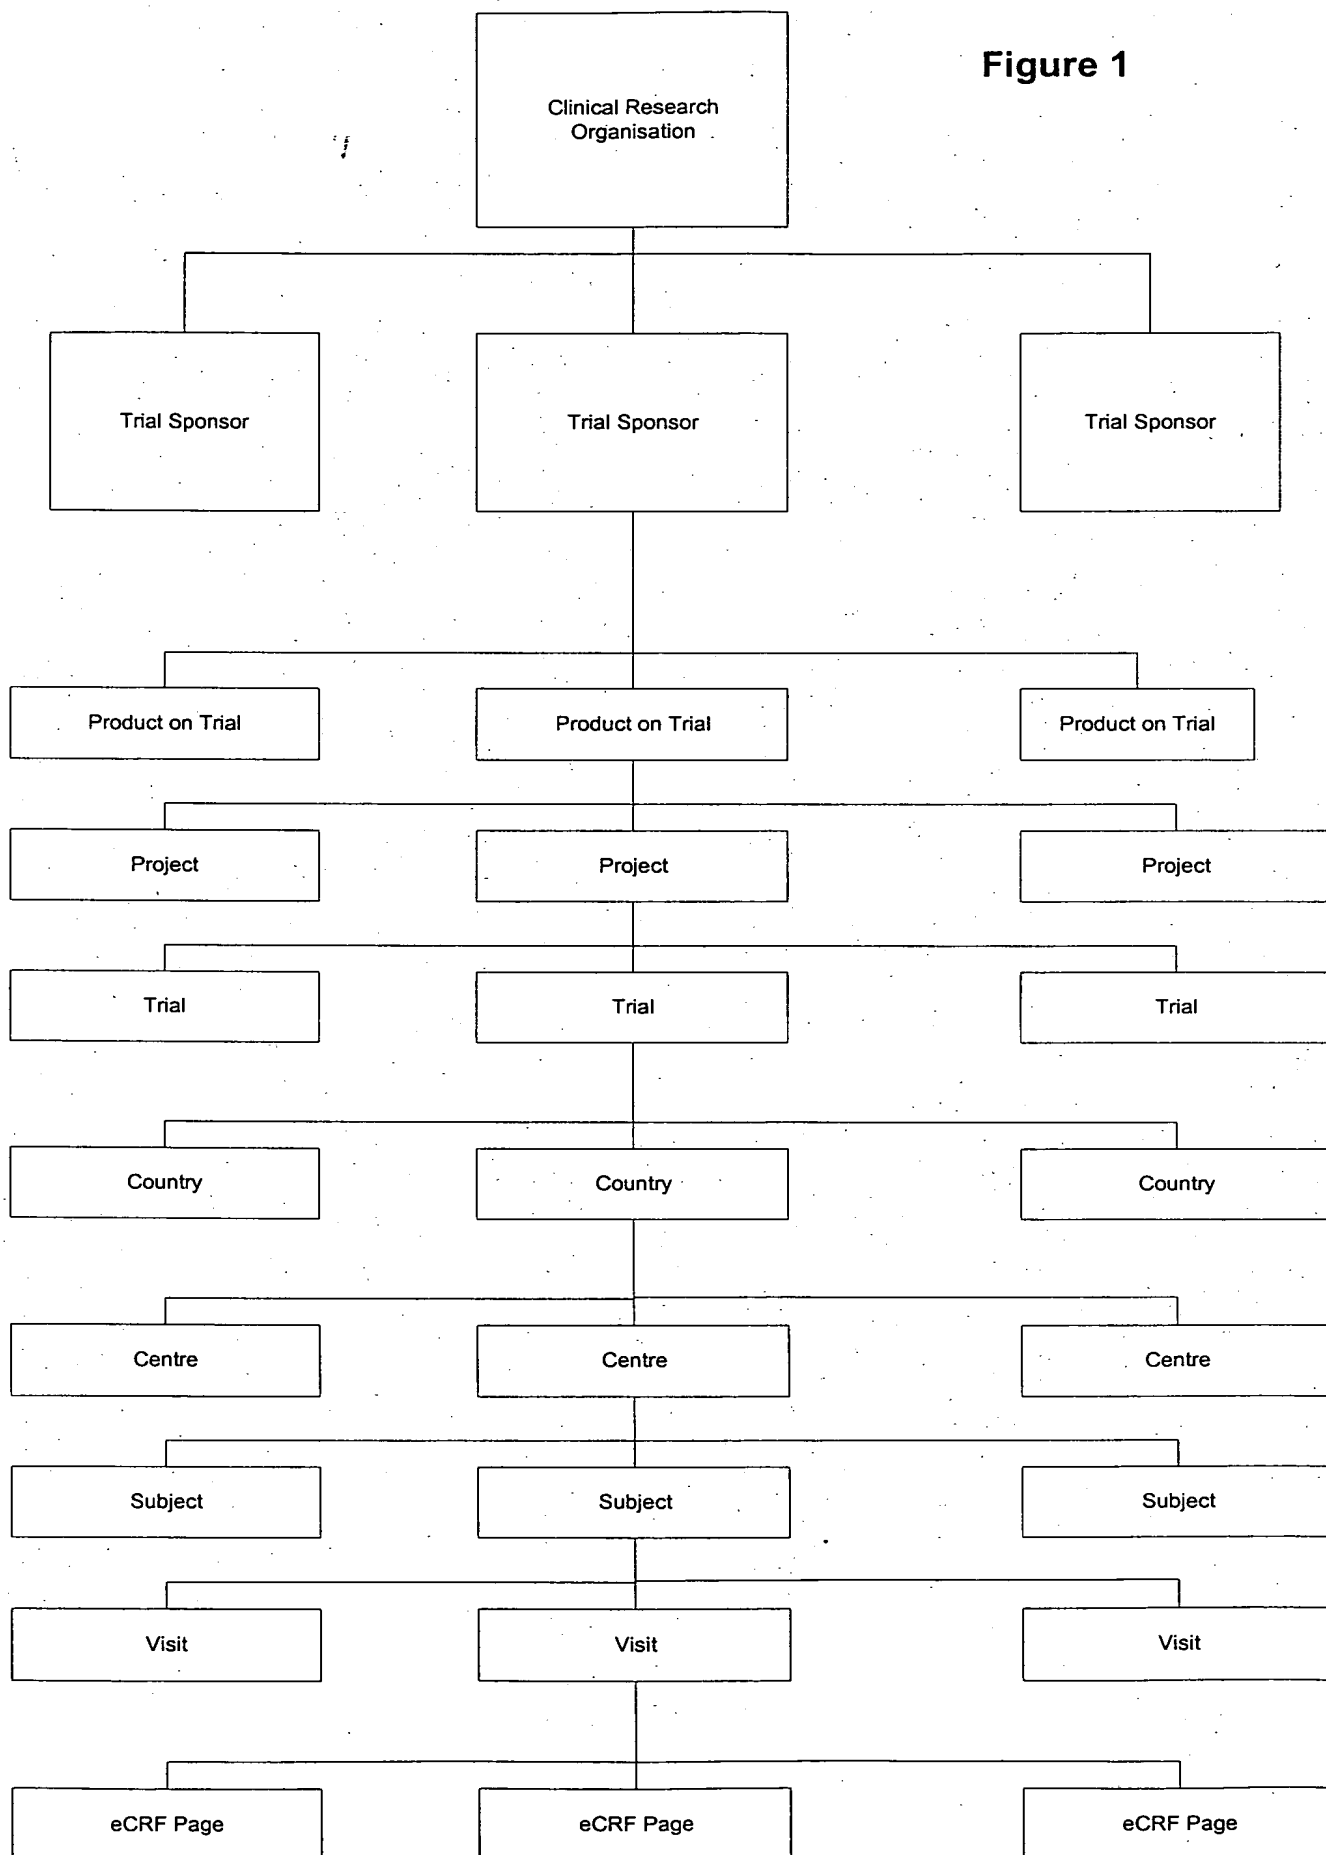 Figure 1
Clinical Research
Organisation
Trial Sponsor
Trial Sponsor
Trial Sponsor
Product on Trial
Product on Trial
Product on Trial
Project
Project
Project
Trial
Trial
Trial
Country
Country
Country
Centre
Centre
Centre
Subject
Subject
Subject
Visit
Visit
Visit
eCRF Page
eCRF Page
eCRF Page